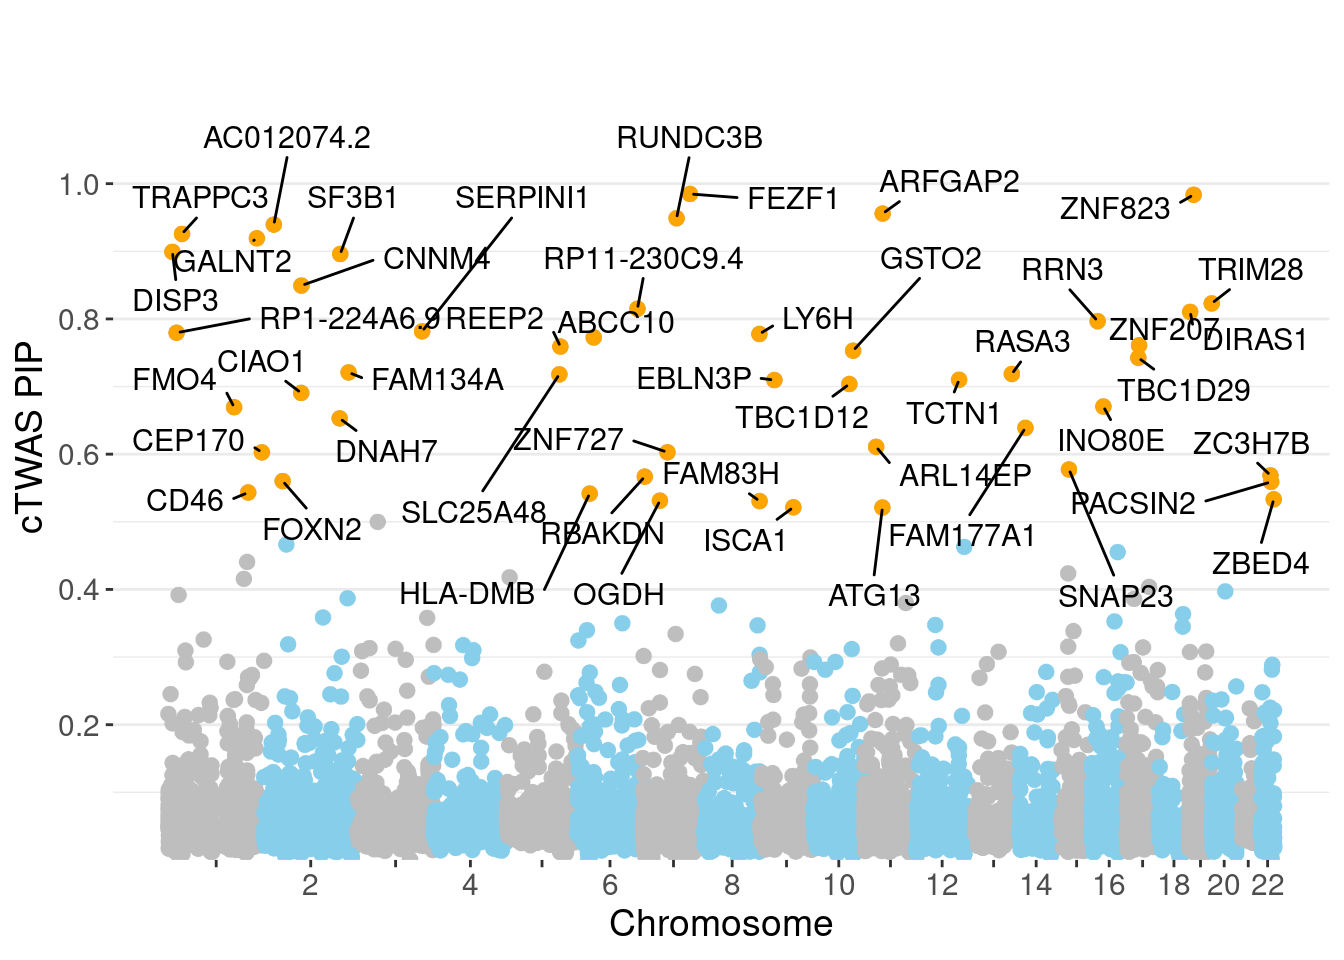 AC012074.2
RUNDC3B
TRAPPC3
SF3B1
SERPINI1
FEZF1
ARFGAP2
ZNF823
GALNT2
CNNM4
RP11-230C9.4
GSTO2
RRN3
TRIM28
DISP3
RP1-224A6.9
REEP2
ABCC10
LY6H
RASA3
ZNF207
DIRAS1
CIAO1
FMO4
FAM134A
EBLN3P
TBC1D12
TCTN1
TBC1D29
CEP170
DNAH7
ZNF727
INO80E
ZC3H7B
FAM83H
ARL14EP
CD46
FOXN2
SLC25A48
RBAKDN
ISCA1
FAM177A1
PACSIN2
ZBED4
HLA-DMB
OGDH
ATG13
SNAP23
cTWAS PIP
1.0
0.8
0.6
0.4
0.2
2 4 6 8 10 12 14 16 18 20 22
Chromosome